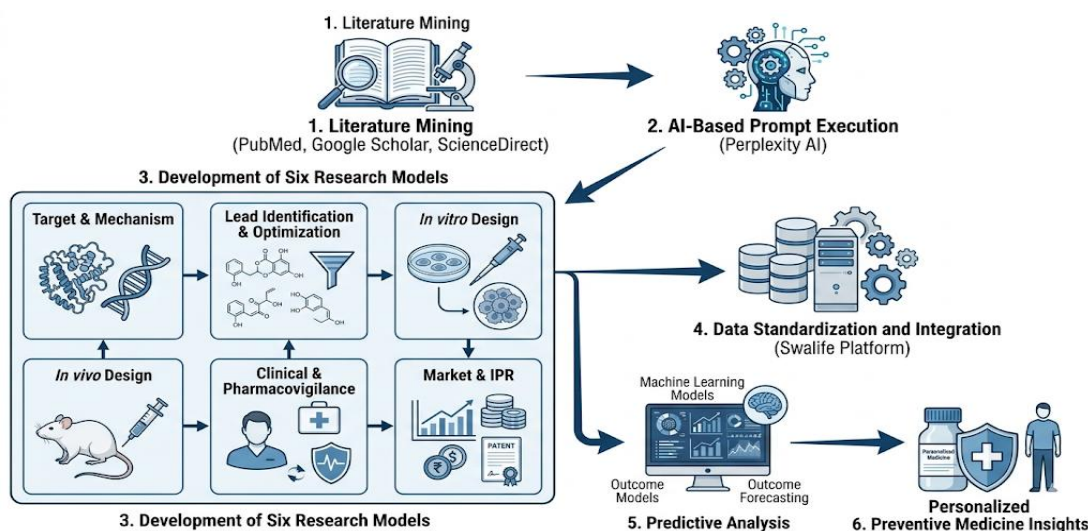 1. Literature Mining
1. Literature Mining
(PubMed, Google Scholar, ScienceDirect)
2. AI-Based Prompt Execution
(Perplexity AI)
3. Development of Six Research Models
Target & Mechanism
Lead Identification
& Optimization
In vitro Design
In vivo Design
Clinical &
Pharmacovigilance
Market & IPR
PATENT
₹
$
3. Development of Six Research Models
4. Data Standardization and Integration
(Swalife Platform)
Machine Learning
Models
Outcome
Models
Outcome
Forecasting
5. Predictive Analysis
Personalized
Medicine
Personalized
6. Preventive Medicine Insights